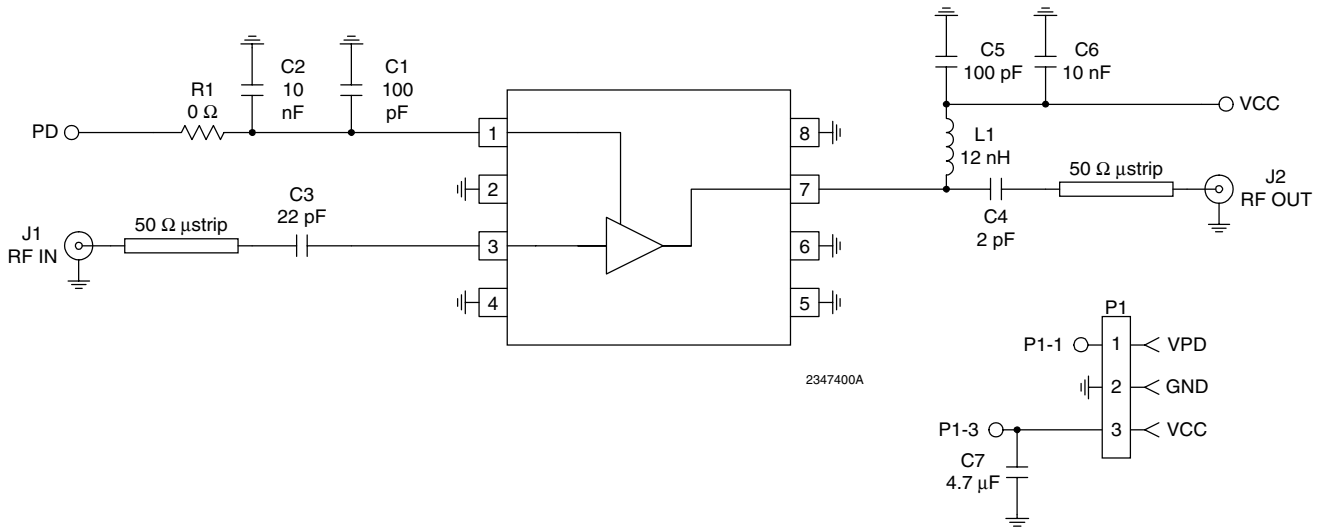 C5
100 pF
C6
10 nF
VCC
C2
10
nF
C1
100
pF
R1
0 Ω
PD
1
8
L1
12 nH
2
7
50 Ω μstrip
J2
RF OUT
C4
2 pF
C3
22 pF
50 Ω μstrip
J1
RF IN
3
6
4
5
2347400A
P1
P1-1
1
VPD
2
GND
P1-3
3
VCC
C7
4.7 μF